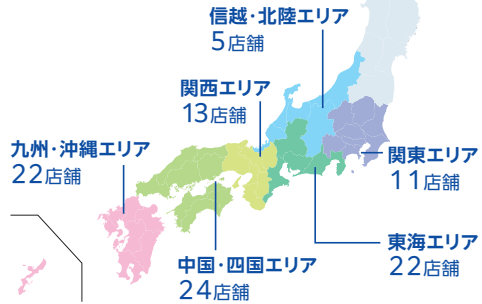 信越・北陸エリア
5店舗
関西エリア
13店舗
九州・沖縄エリア
22店舗
関東エリア
11店舗
東海エリア
22店舗
中国・四国エリア
24店舗